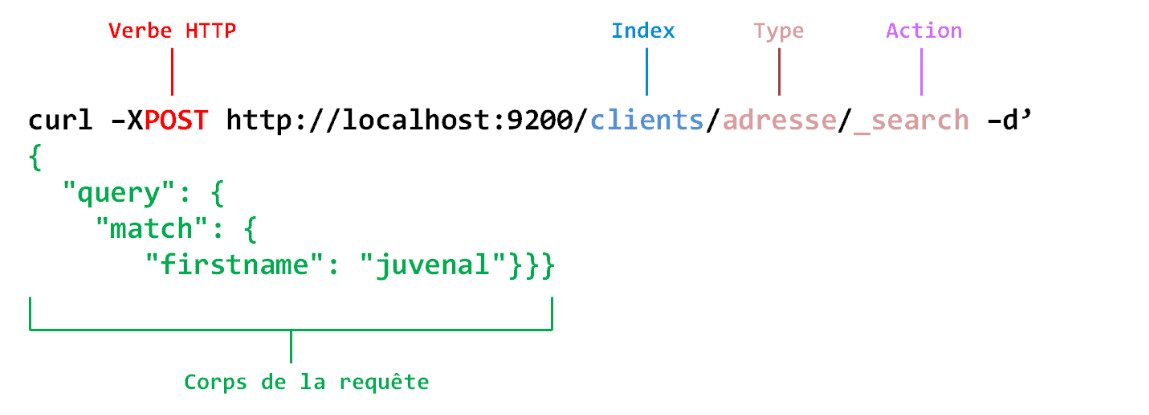 Verbe HTTP Index Type Action
curl –XPOST http://localhost:9200/clients/adresse/_search –d’
{
"query": {
"match": {
"firstname": "juvenal"}}}
Corps de la requête